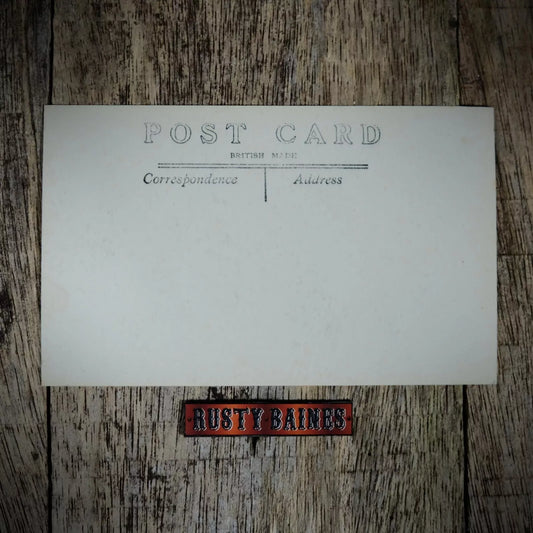 POST CARD
BRITISH MADE
Correspondence Address
RUSTY BAINES